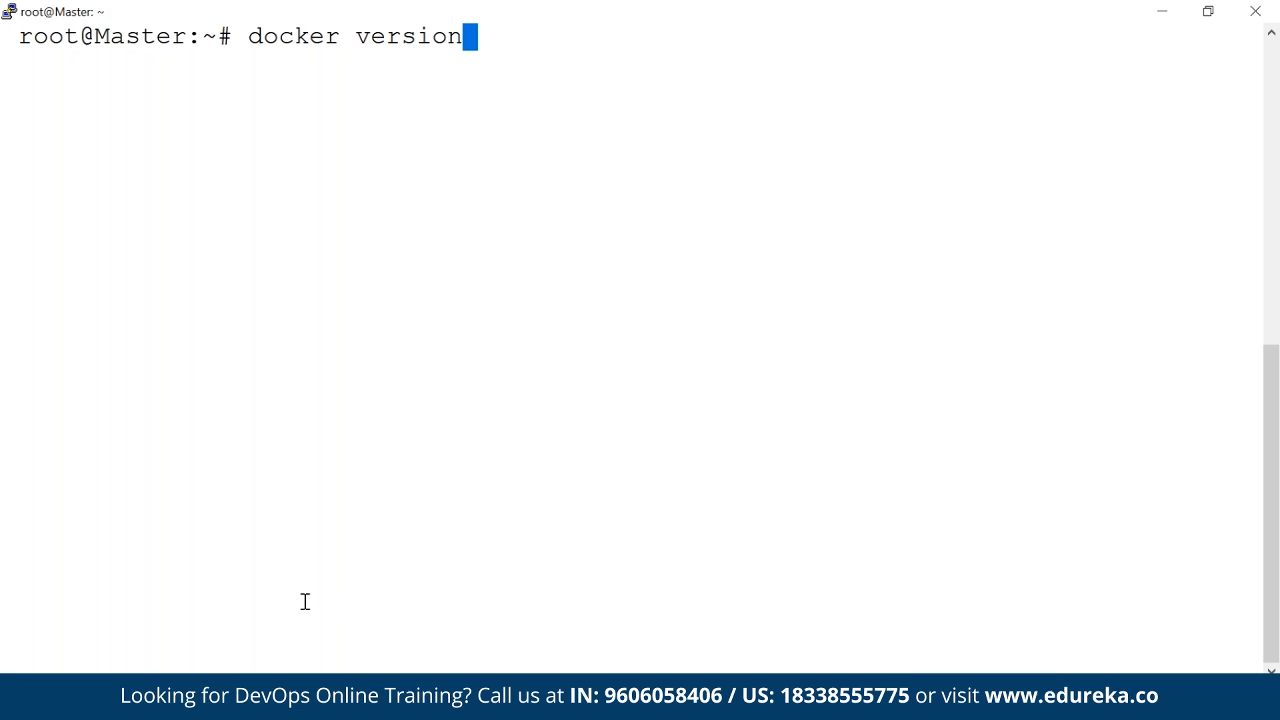 root@Master: ~
root@Master:~# docker version
Looking for DevOps Online Training? Call us at IN: 9606058406 / US: 18338555775 or visit www.edureka.co